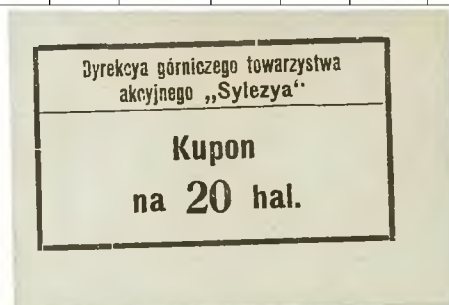 Dyrekcya górniczego towarzystwa
akcyjnego „Sylezya“
Kupon
na 20 hal.